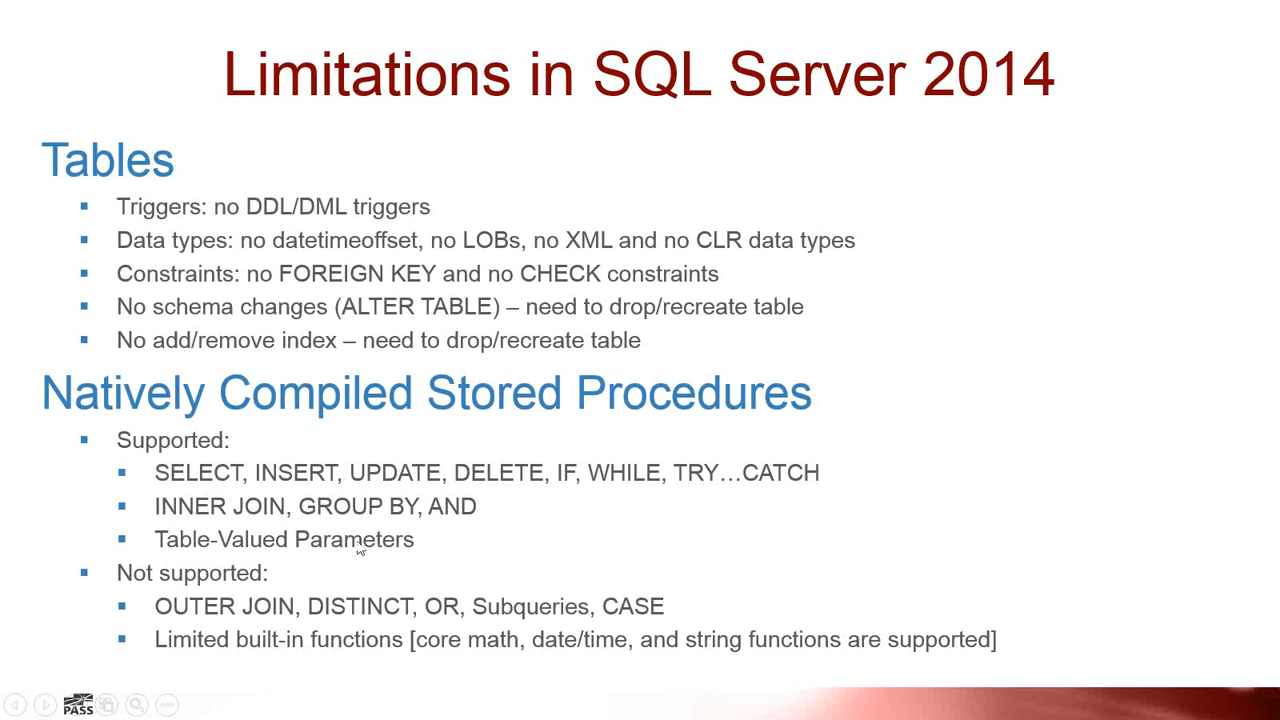 Limitations in SQL Server 2014
Tables
Triggers: no DDL/DML triggers
Data types: no datetimeoffset, no LOBs, no XML and no CLR data types
Constraints: no FOREIGN KEY and no CHECK constraints
No schema changes (ALTER TABLE) – need to drop/recreate table
No add/remove index – need to drop/recreate table
Natively Compiled Stored Procedures
Supported:
SELECT, INSERT, UPDATE, DELETE, IF, WHILE, TRY…CATCH
INNER JOIN, GROUP BY, AND
Table-Valued Parameters
Not supported:
OUTER JOIN, DISTINCT, OR, Subqueries, CASE
Limited built-in functions [core math, date/time, and string functions are supported]
PASS